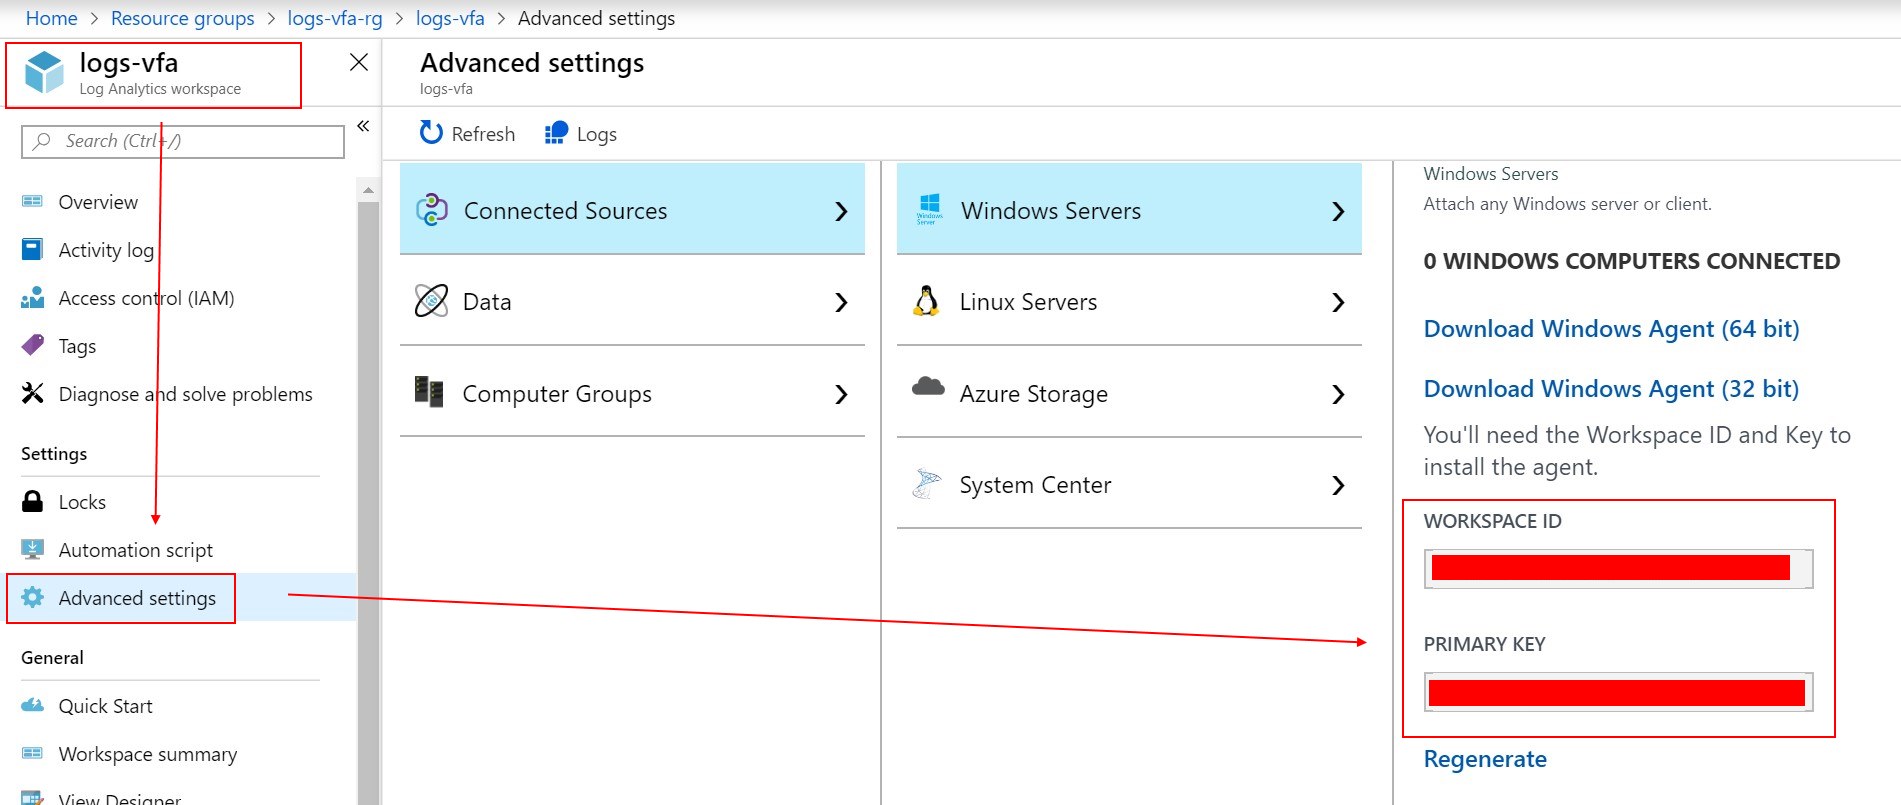 Home > Resource groups > logs-vfa-rg > logs-vfa > Advanced settings
logs-vfa
Log Analytics workspace
Search (Ctrl+/)
Overview
Activity log
Access control (IAM)
Tags
Diagnose and solve problems
Settings
Locks
Automation script
Advanced settings
General
Quick Start
Workspace summary
View Designer
Advanced settings
logs-vfa
Refresh
Logs
Connected Sources
Data
Computer Groups
Windows Server
Windows Servers
Linux Servers
Azure Storage
System Center
Windows Servers
Attach any Windows server or client.
0 WINDOWS COMPUTERS CONNECTED
Download Windows Agent (64 bit)
Download Windows Agent (32 bit)
You'll need the Workspace ID and Key to
install the agent.
WORKSPACE ID
PRIMARY KEY
Regenerate